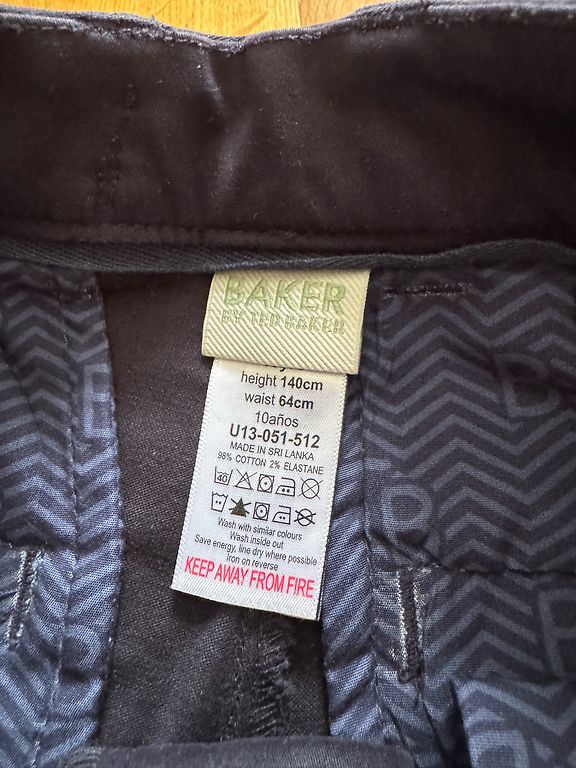 BAKER
BY TED BAKER
height 140cm
waist 64cm
10años
U13-051-512
MADE IN SRI LANKA
98% COTTON 2% ELASTANE
40
Wash with similar colours
Wash inside out
Save energy, line dry where possible
Iron on reverse
KEEP AWAY FROM FIRE